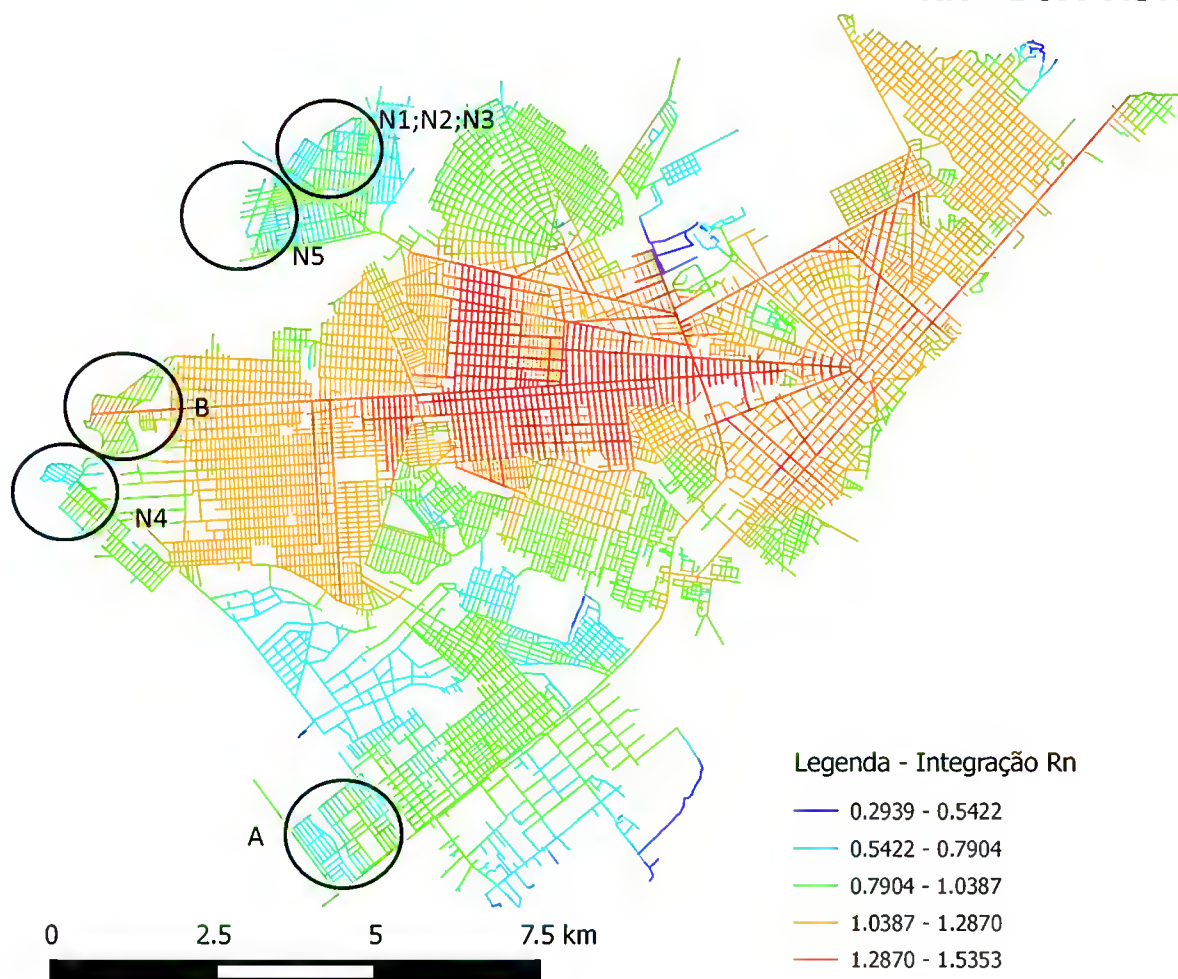 N1;N2;N3
N5
B
N4
A
Legenda - Integração Rn
0.2939 - 0.5422
0.5422 - 0.7904
0.7904 - 1.0387
1.0387 - 1.2870
1.2870 - 1.5353
0 2.5 5 7.5 km